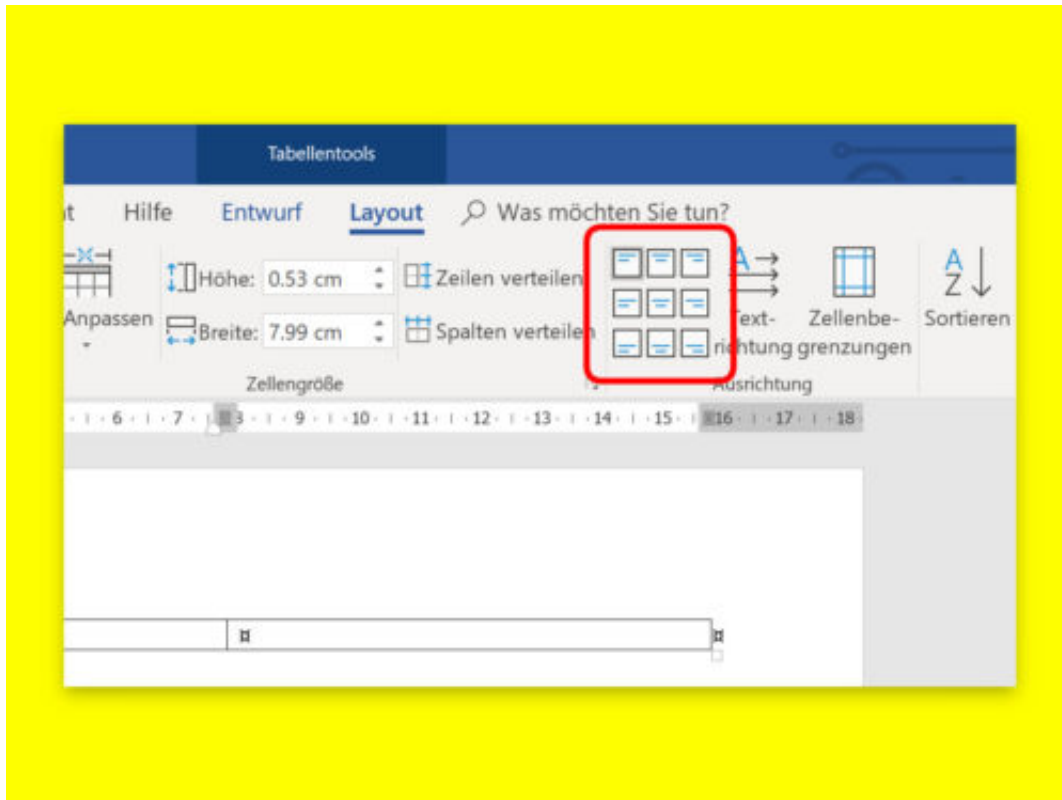 Tabellentools
Hilfe Entwurf Layout Was möchten Sie tun?
Höhe: 0.53 cm Zeilen verteilen
Anpassen Breite: 7.99 cm Spalten verteilen
A
richtung
Zellenbe-
grenzungen
A
Z
Sortieren
Zellengröße Ausrichtung
6 7 8 9 10 11 12 13 14 15 16 17 18
¤ ¤